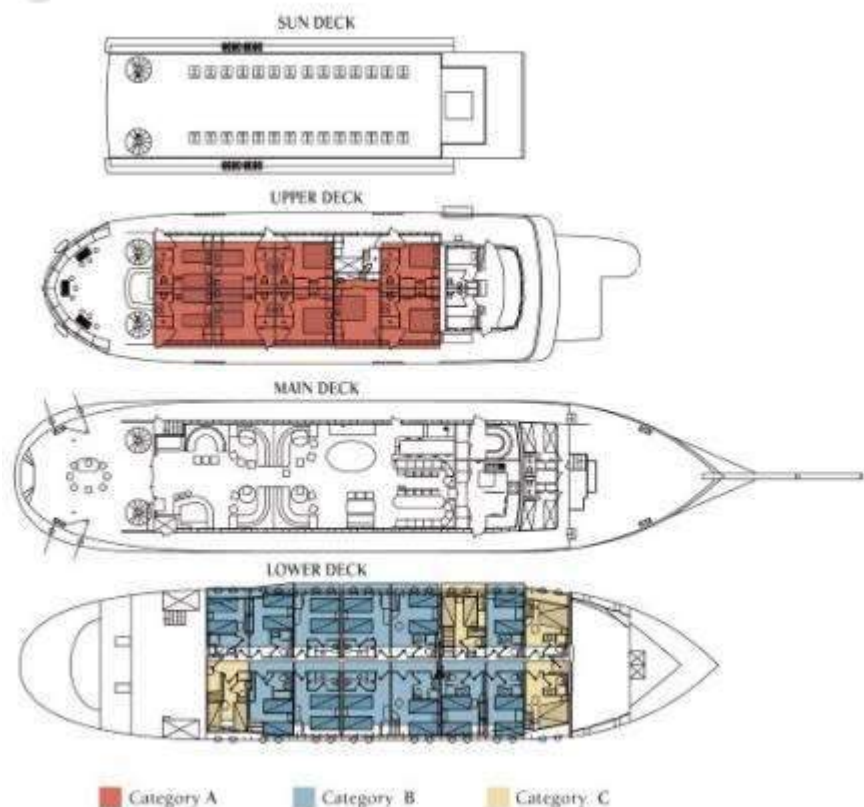 SUN DECK
UPPER DECK
MAIN DECK
LOWER DECK
Category A
Category B
Category C